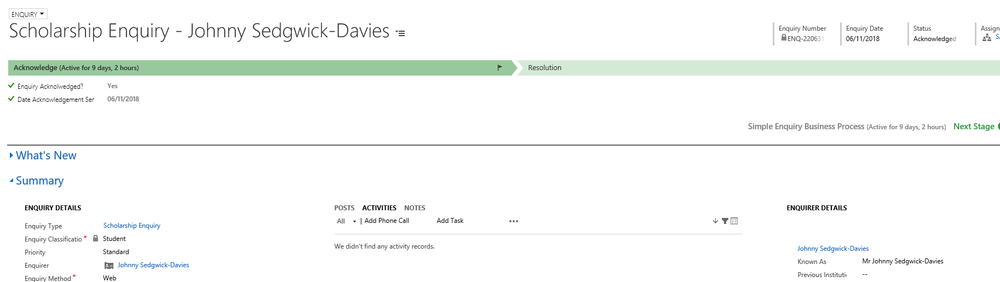 ENQUIRY
Scholarship Enquiry - Johnny Sedgwick-Davies
Enquiry Number
ENQ-220631
Enquiry Date
06/11/2018
Status
Acknowledged
Assign
Acknowledge (Active for 9 days, 2 hours)
Resolution
Enquiry Acknolwedged? Yes
Date Acknowledgement Ser 06/11/2018
Simple Enquiry Business Process (Active for 9 days, 2 hours) Next Stage
What's New
Summary
ENQUIRY DETAILS
Enquiry Type Scholarship Enquiry
Enquiry Classificatio * Student
Priority Standard
Enquirer Johnny Sedgwick-Davies
Enquiry Method * Web
POSTS ACTIVITIES NOTES
All | Add Phone Call Add Task •••
We didn't find any activity records.
ENQUIRER DETAILS
Johnny Sedgwick-Davies
Known As Mr Johnny Sedgwick-Davies
Previous Instituti --